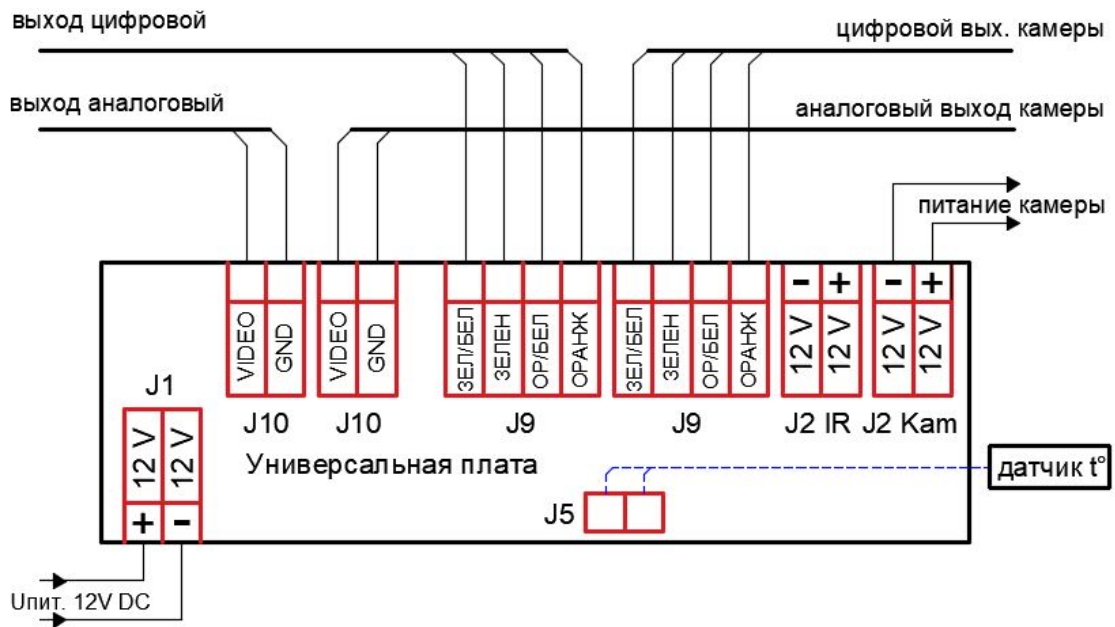 выход цифровой
цифровой вых. камеры
выход аналоговый
аналоговый выход камеры
питание камеры
- + - +
VIDEO GND VIDEO GND ЗЕЛ/БЕЛ ЗЕЛЕН ОР/БЕЛ ОРАНЖ ЗЕЛ/БЕЛ ЗЕЛЕН ОР/БЕЛ ОРАНЖ 12 V 12 V 12 V 12 V
J1
J10 J10 J9 J9 J2 IR J2 Kam
12 V 12 V
Универсальная плата
датчик t°
J5
+ -
Uпит. 12V DC